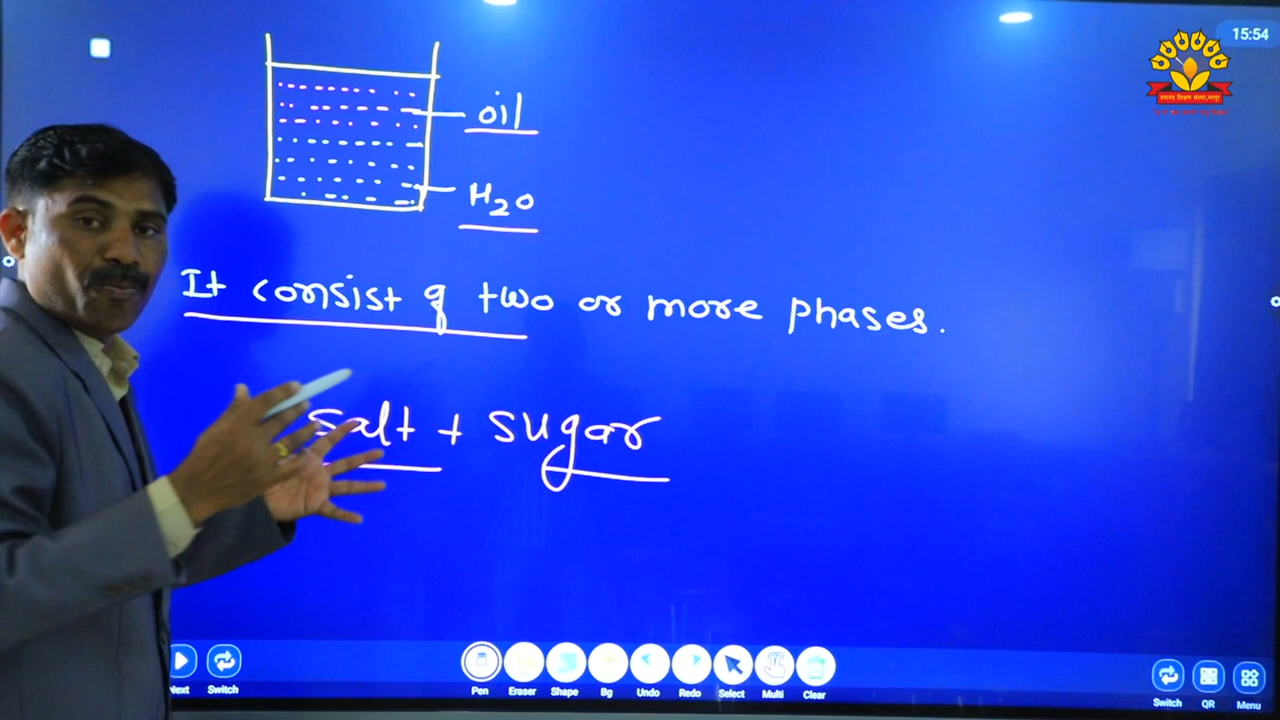 15:54
oil
H2O
It consist of two or more phases.
salt + sugar
Next Switch Pen Eraser Shape Bg Undo Redo Select Multi Clear Switch QR Menu